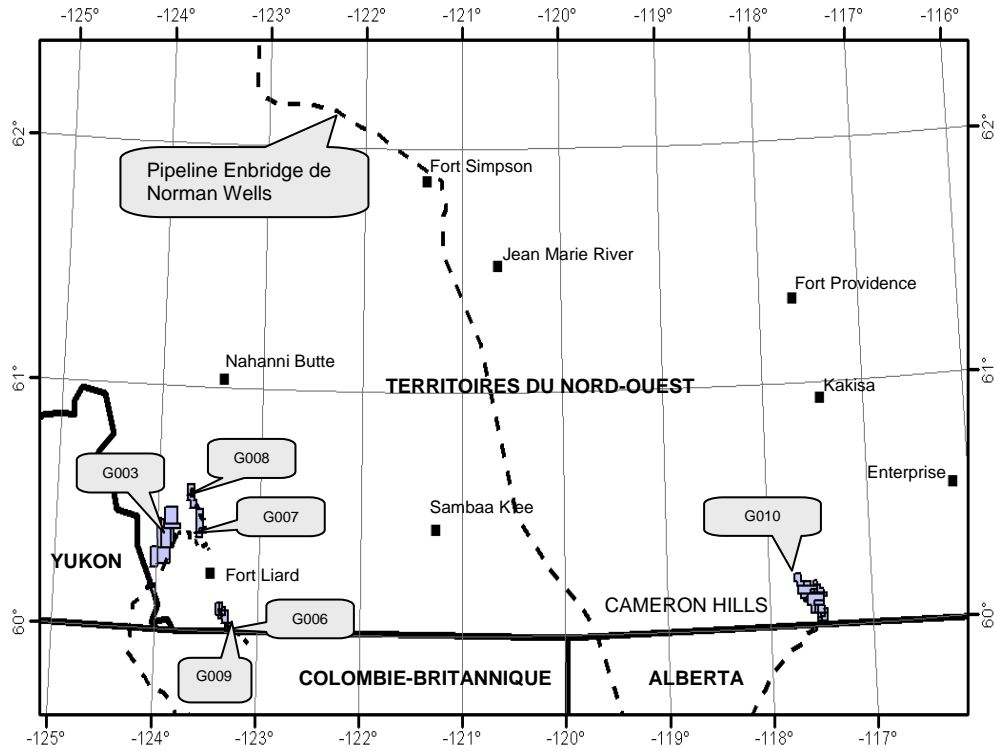 -125° -124° -123° -122° -121° -120° -119° -118° -117° -116°
62° 62°
Pipeline Enbridge de
Norman Wells
Fort Simpson
Jean Marie River
Fort Providence
Nahanni Butte
61° 61°
TERRITOIRES DU NORD-OUEST
Kakisa
G008
G003
Enterprise
G007
Sambaa K'ee
G010
YUKON
Fort Liard
CAMERON HILLS
G006
60° 60°
G009
COLOMBIE-BRITANNIQUE
ALBERTA
-125° -124° -123° -122° -121° -120° -119° -118° -117°